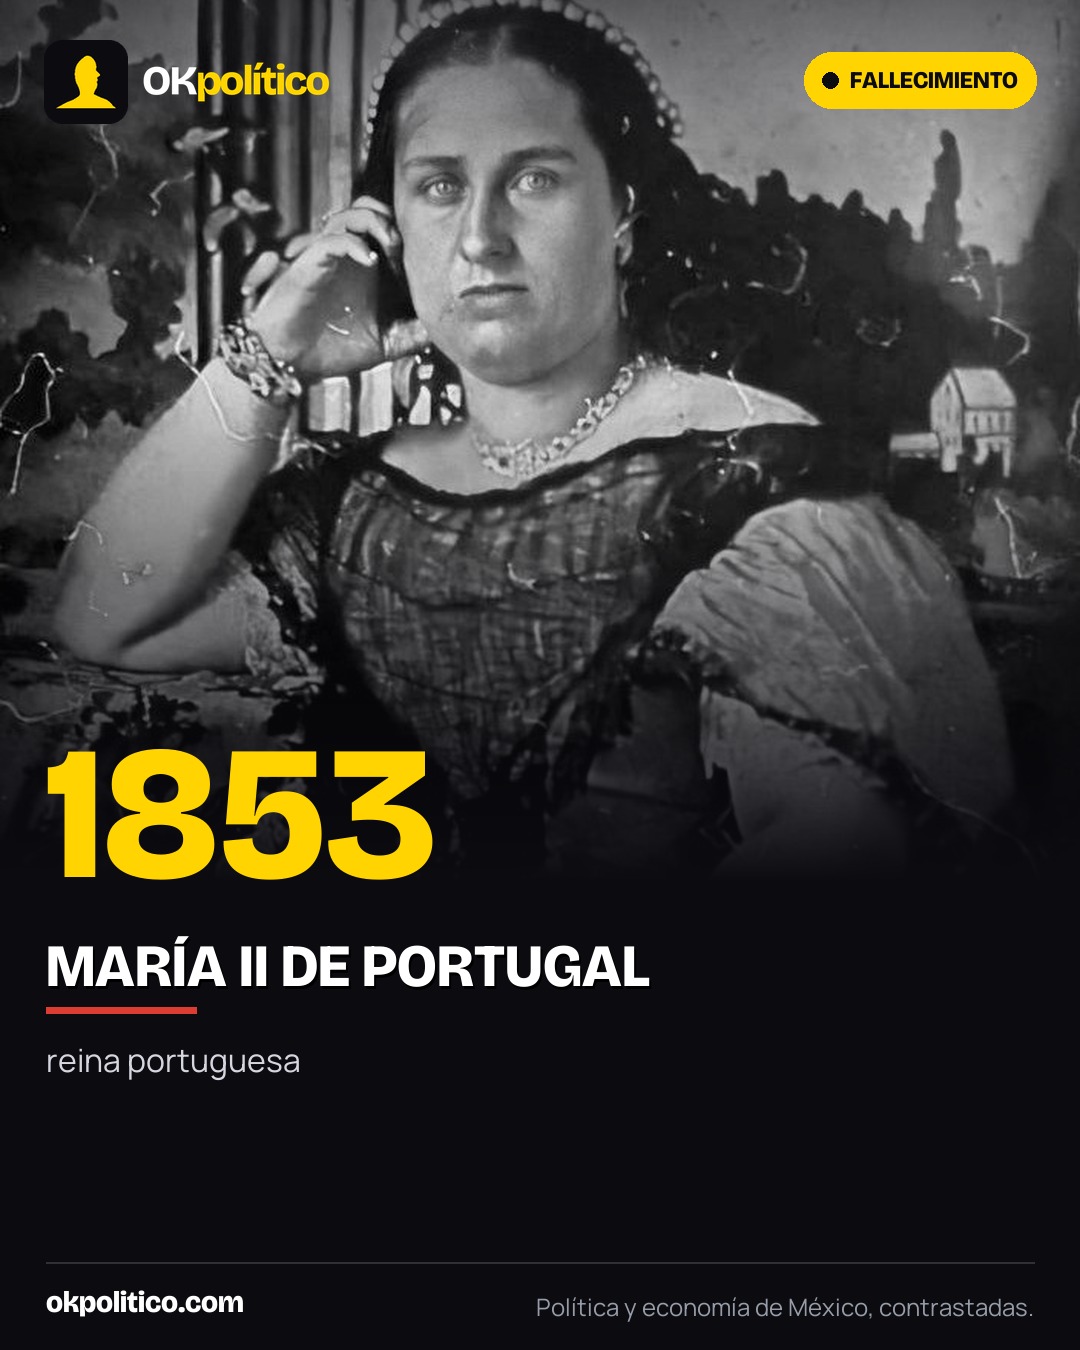 OKpolítico
FALLECIMIENTO
1853
MARÍA II DE PORTUGAL
reina portuguesa
okpolitico.com
Política y economía de México, contrastadas.